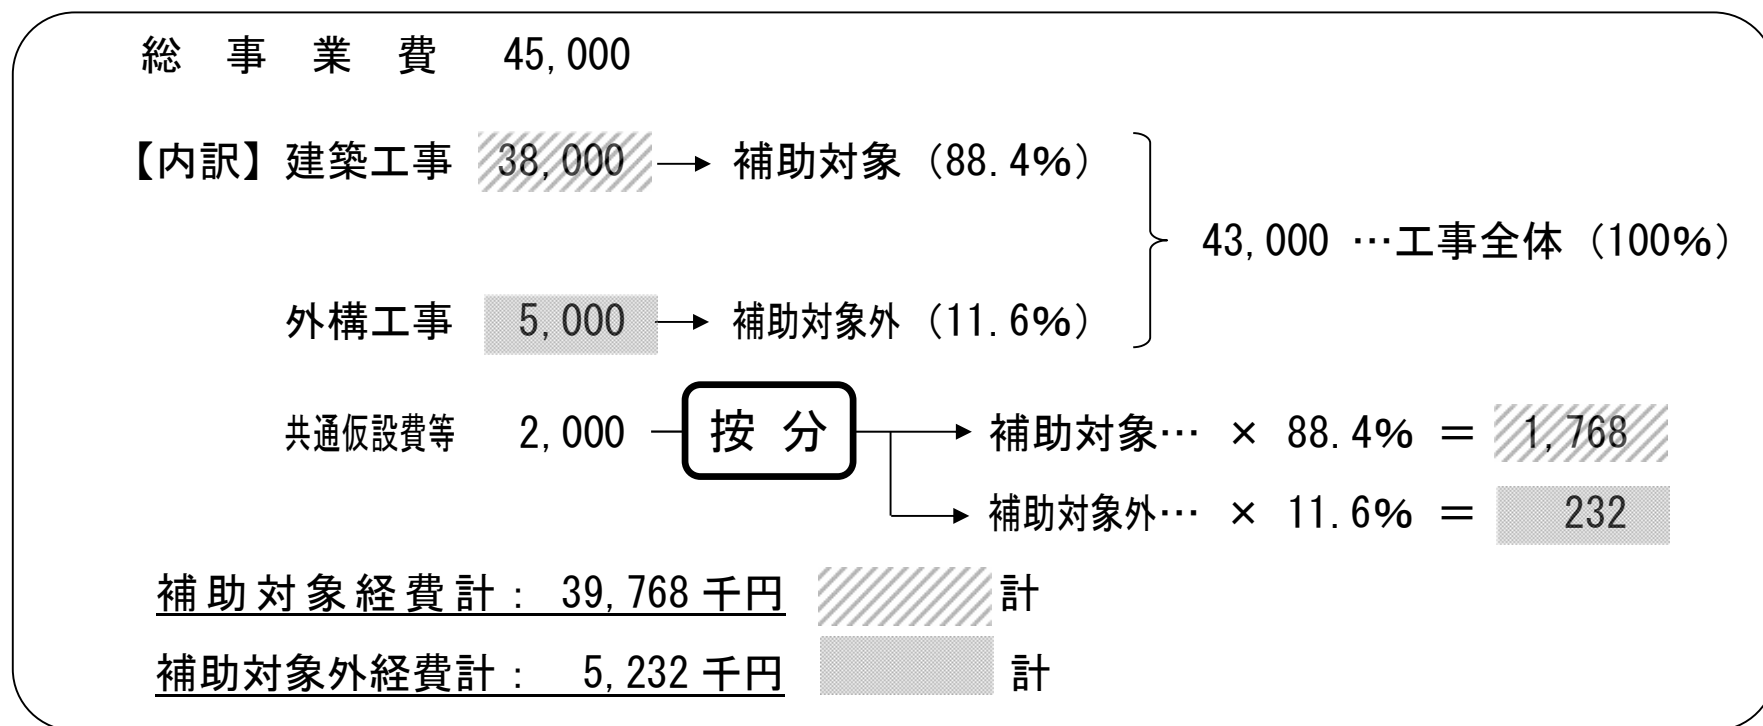 総事業費 45,000
【内訳】建築工事 38,000 → 補助対象（88.4％）
43,000 …工事全体（100％）
外構工事 5,000 → 補助対象外（11.6％）
共通仮設費等 2,000 按分 補助対象… × 88.4％ ＝ 1,768
補助対象外… × 11.6％ ＝ 232
補助対象経費計： 39,768 千円 計
補助対象外経費計： 5,232 千円 計